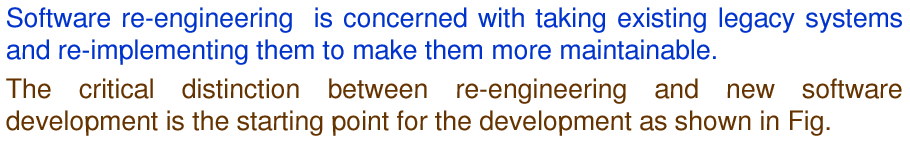 Software re-engineering is concerned with taking existing legacy systems
and re-implementing them to make them more maintainable.
The critical distinction between re-engineering and new software
development is the starting point for the development as shown in Fig.